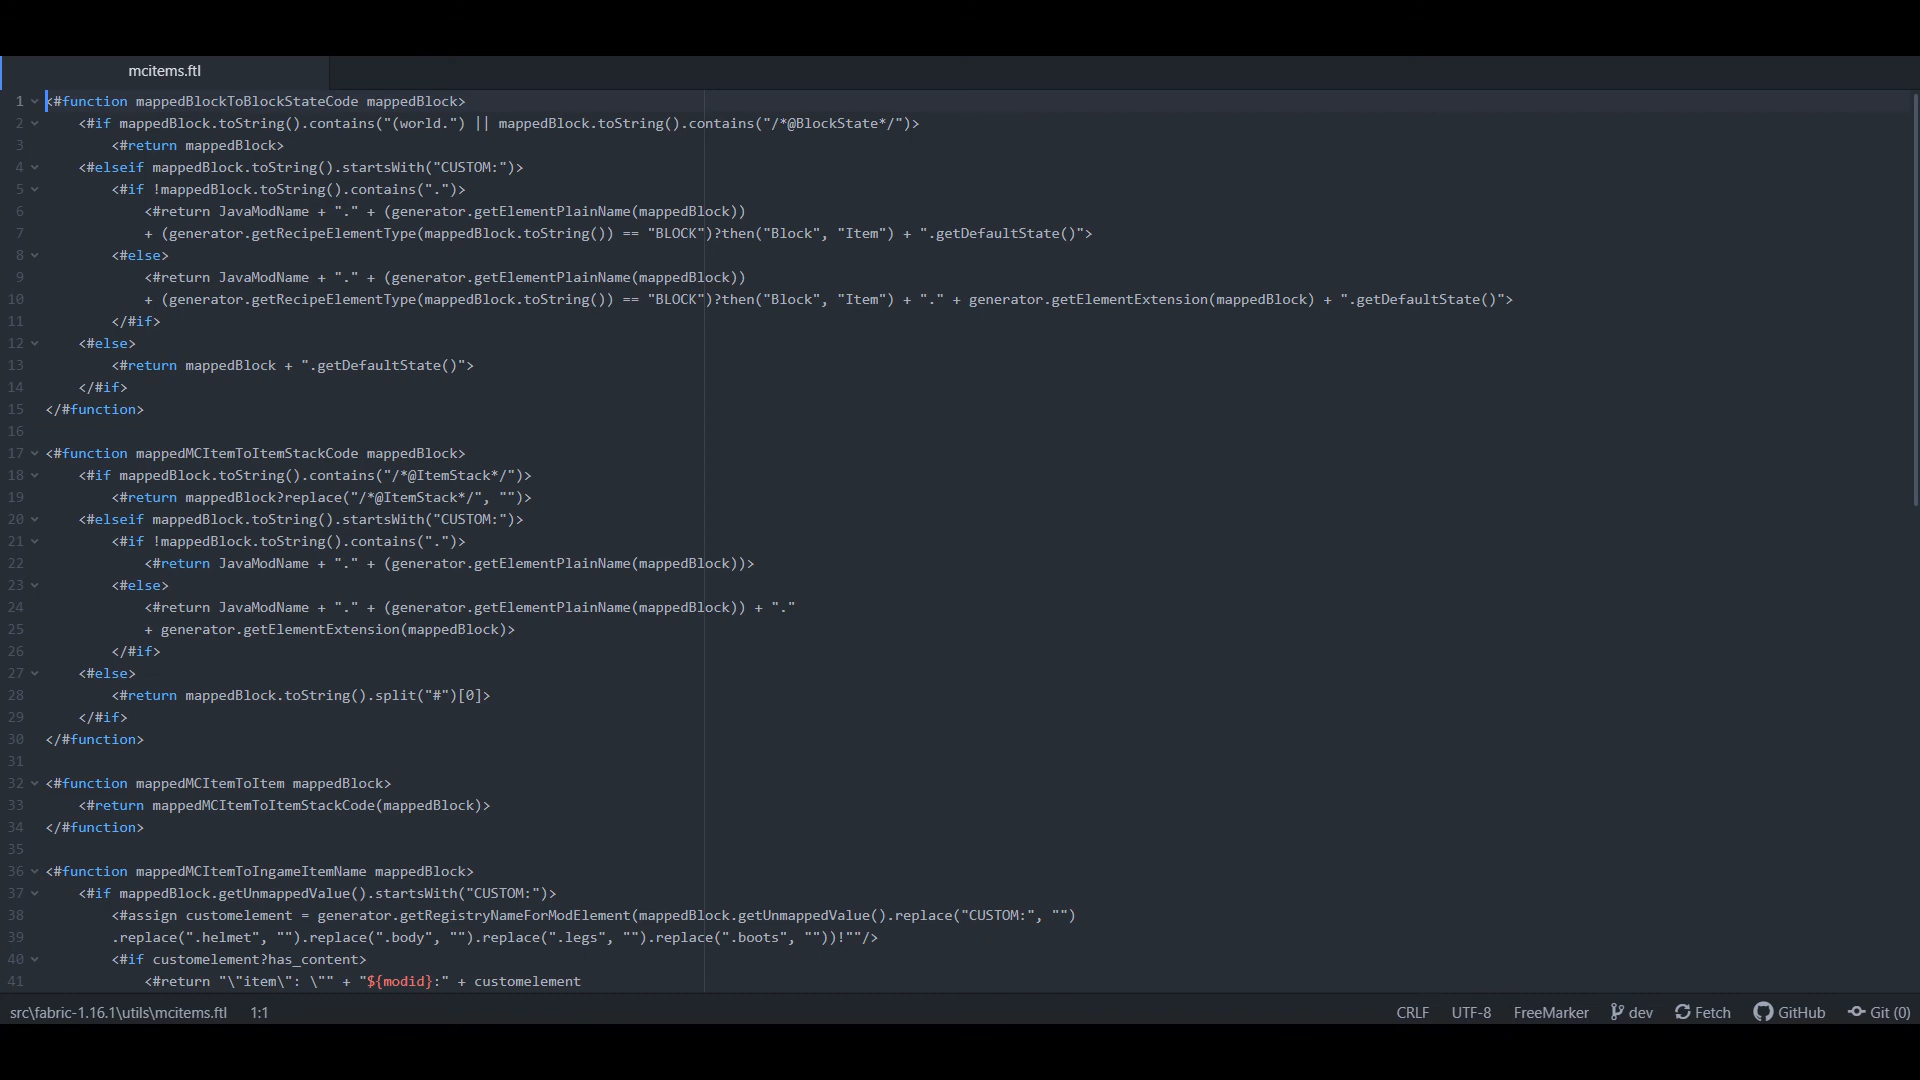 mcitems.ftl
1 <#function mappedBlockToBlockStateCode mappedBlock>
2     <#if mappedBlock.toString().contains("(world.") || mappedBlock.toString().contains("/*@BlockState*/")>
3         <#return mappedBlock>
4     <#elseif mappedBlock.toString().startsWith("CUSTOM:")>
5         <#if !mappedBlock.toString().contains(".")>
6             <#return JavaModName + "." + (generator.getElementPlainName(mappedBlock))
7             + (generator.getRecipeElementType(mappedBlock.toString()) == "BLOCK")?then("Block", "Item") + ".getDefaultState()">
8         <#else>
9             <#return JavaModName + "." + (generator.getElementPlainName(mappedBlock))
10             + (generator.getRecipeElementType(mappedBlock.toString()) == "BLOCK")?then("Block", "Item") + "." + generator.getElementExtension(mappedBlock) + ".getDefaultState()">
11         </#if>
12     <#else>
13         <#return mappedBlock + ".getDefaultState()">
14     </#if>
15 </#function>
16
17 <#function mappedMCItemToItemStackCode mappedBlock>
18     <#if mappedBlock.toString().contains("/*@ItemStack*/")>
19         <#return mappedBlock?replace("/*@ItemStack*/", "")>
20     <#elseif mappedBlock.toString().startsWith("CUSTOM:")>
21         <#if !mappedBlock.toString().contains(".")>
22             <#return JavaModName + "." + (generator.getElementPlainName(mappedBlock))>
23         <#else>
24             <#return JavaModName + "." + (generator.getElementPlainName(mappedBlock)) + "."
25             + generator.getElementExtension(mappedBlock)>
26         </#if>
27     <#else>
28         <#return mappedBlock.toString().split("#")[0]>
29     </#if>
30 </#function>
31
32 <#function mappedMCItemToItem mappedBlock>
33     <#return mappedMCItemToItemStackCode(mappedBlock)>
34 </#function>
35
36 <#function mappedMCItemToIngameItemName mappedBlock>
37     <#if mappedBlock.getUnmappedValue().startsWith("CUSTOM:")>
38         <#assign customelement = generator.getRegistryNameForModElement(mappedBlock.getUnmappedValue().replace("CUSTOM:", "")
39         .replace(".helmet", "").replace(".body", "").replace(".legs", "").replace(".boots", ""))!""/>
40         <#if customelement?has_content>
41             <#return "\"item\": \"" + "${modid}:" + customelement
src\fabric-1.16.1\utils\mcitems.ftl 1:1 CRLF UTF-8 FreeMarker dev Fetch GitHub Git (0)